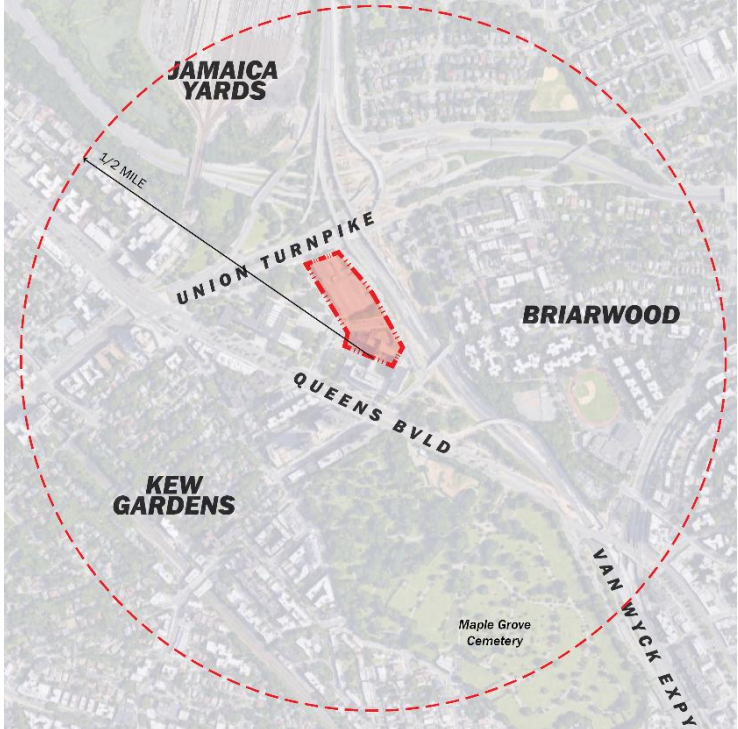 JAMAICA
YARDS
1/2 MILE
UNION TURNPIKE
BRIARWOOD
QUEENS BVLD
KEW
GARDENS
Maple Grove
Cemetery
VAN WYCK EXPY